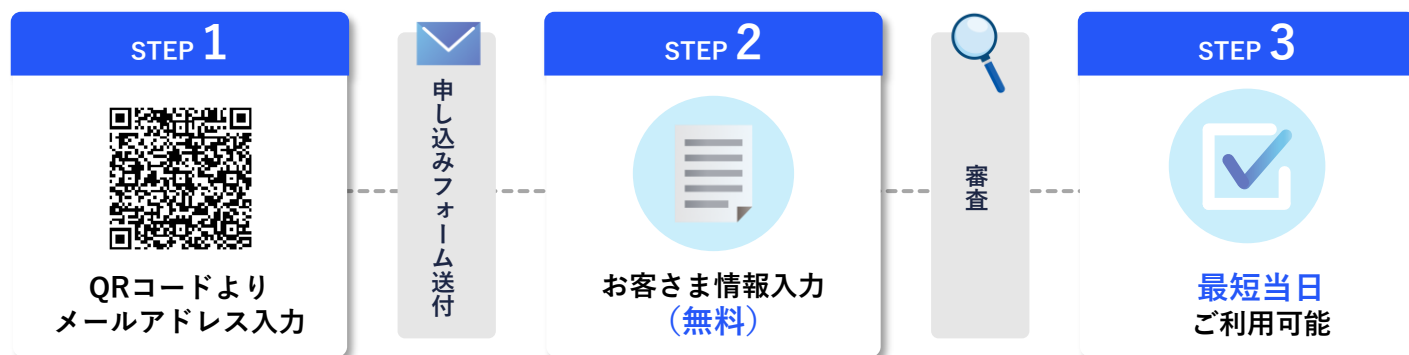 STEP 1
QRコードより
メールアドレス入力
申し込みフォーム送付
STEP 2
お客さま情報入力
（無料）
審査
STEP 3
最短当日
ご利用可能